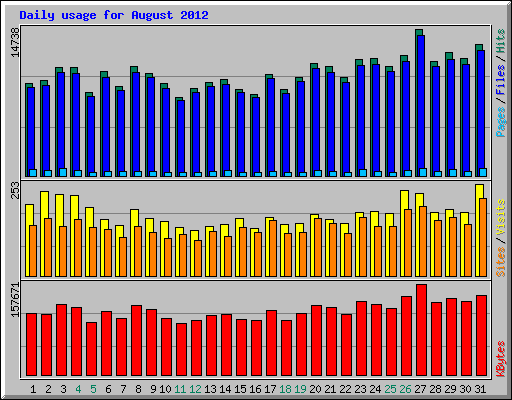 Daily usage for August 2012
14738
Pages / Files / Hits
253
Sites / Visits
157671
KBytes
1 2 3 4 5 6 7 8 9 10 11 12 13 14 15 16 17 18 19 20 21 22 23 24 25 26 27 28 29 30 31